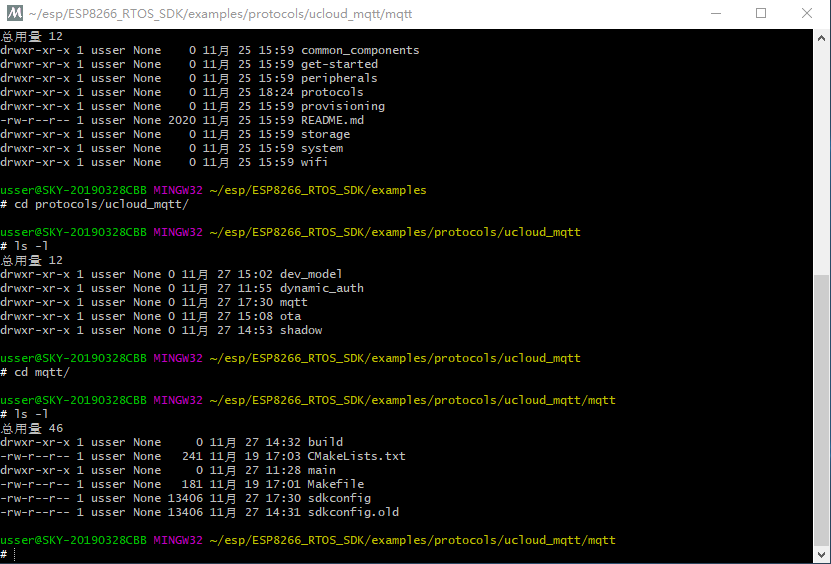 ~/esp/ESP8266_RTOS_SDK/examples/protocols/ucloud_mqtt/mqtt
总用量 12
drwxr-xr-x 1 usser None    0 11月 25 15:59 common_components
drwxr-xr-x 1 usser None    0 11月 25 15:59 get-started
drwxr-xr-x 1 usser None    0 11月 25 15:59 peripherals
drwxr-xr-x 1 usser None    0 11月 25 18:24 protocols
drwxr-xr-x 1 usser None    0 11月 25 15:59 provisioning
-rw-r--r-- 1 usser None 2020 11月 25 15:59 README.md
drwxr-xr-x 1 usser None    0 11月 25 15:59 storage
drwxr-xr-x 1 usser None    0 11月 25 15:59 system
drwxr-xr-x 1 usser None    0 11月 25 15:59 wifi
usser@SKY-20190328CBB MINGW32 ~/esp/ESP8266_RTOS_SDK/examples
# cd protocols/ucloud_mqtt/
usser@SKY-20190328CBB MINGW32 ~/esp/ESP8266_RTOS_SDK/examples/protocols/ucloud_mqtt
# ls -l
总用量 12
drwxr-xr-x 1 usser None 0 11月 27 15:02 dev_model
drwxr-xr-x 1 usser None 0 11月 27 11:55 dynamic_auth
drwxr-xr-x 1 usser None 0 11月 27 17:30 mqtt
drwxr-xr-x 1 usser None 0 11月 27 15:08 ota
drwxr-xr-x 1 usser None 0 11月 27 14:53 shadow
usser@SKY-20190328CBB MINGW32 ~/esp/ESP8266_RTOS_SDK/examples/protocols/ucloud_mqtt
# cd mqtt/
usser@SKY-20190328CBB MINGW32 ~/esp/ESP8266_RTOS_SDK/examples/protocols/ucloud_mqtt/mqtt
# ls -l
总用量 46
drwxr-xr-x 1 usser None     0 11月 27 14:32 build
-rw-r--r-- 1 usser None   241 11月 19 17:03 CMakeLists.txt
drwxr-xr-x 1 usser None     0 11月 27 11:28 main
-rw-r--r-- 1 usser None   181 11月 19 17:01 Makefile
-rw-r--r-- 1 usser None 13406 11月 27 17:30 sdkconfig
-rw-r--r-- 1 usser None 13406 11月 27 14:31 sdkconfig.old
usser@SKY-20190328CBB MINGW32 ~/esp/ESP8266_RTOS_SDK/examples/protocols/ucloud_mqtt/mqtt
#